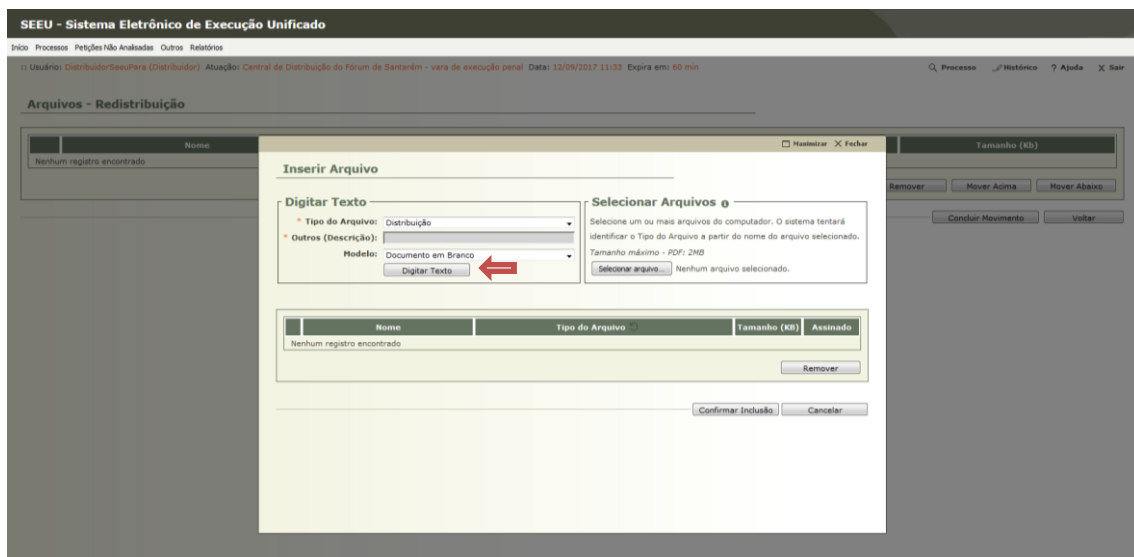 SEEU - Sistema Eletrônico de Execução Unificado
Início Processos Petições Não Analisadas Outros Relatórios
:: Usuário: DistribuidorSeeuPara (Distribuidor) Atuação: Central de Distribuição do Fórum de Santarém - vara de execução penal Data: 12/09/2017 11:33 Expira em: 60 min
Processo Histórico ? Ajuda X Sair
Arquivos - Redistribuição
Nome Tamanho (Kb)
Nenhum registro encontrado
Remover Mover Acima Mover Abaixo
Concluir Movimento Voltar
Maximizar X Fechar
Inserir Arquivo
Digitar Texto
* Tipo do Arquivo: Distribuição
* Outros (Descrição):
Modelo: Documento em Branco
Digitar Texto
Selecionar Arquivos
Selecione um ou mais arquivos do computador. O sistema tentará
identificar o Tipo do Arquivo a partir do nome do arquivo selecionado.
Tamanho máximo - PDF: 2MB
Selecionar arquivo... Nenhum arquivo selecionado.
Nome Tipo do Arquivo Tamanho (KB) Assinado
Nenhum registro encontrado
Remover
Confirmar Inclusão Cancelar